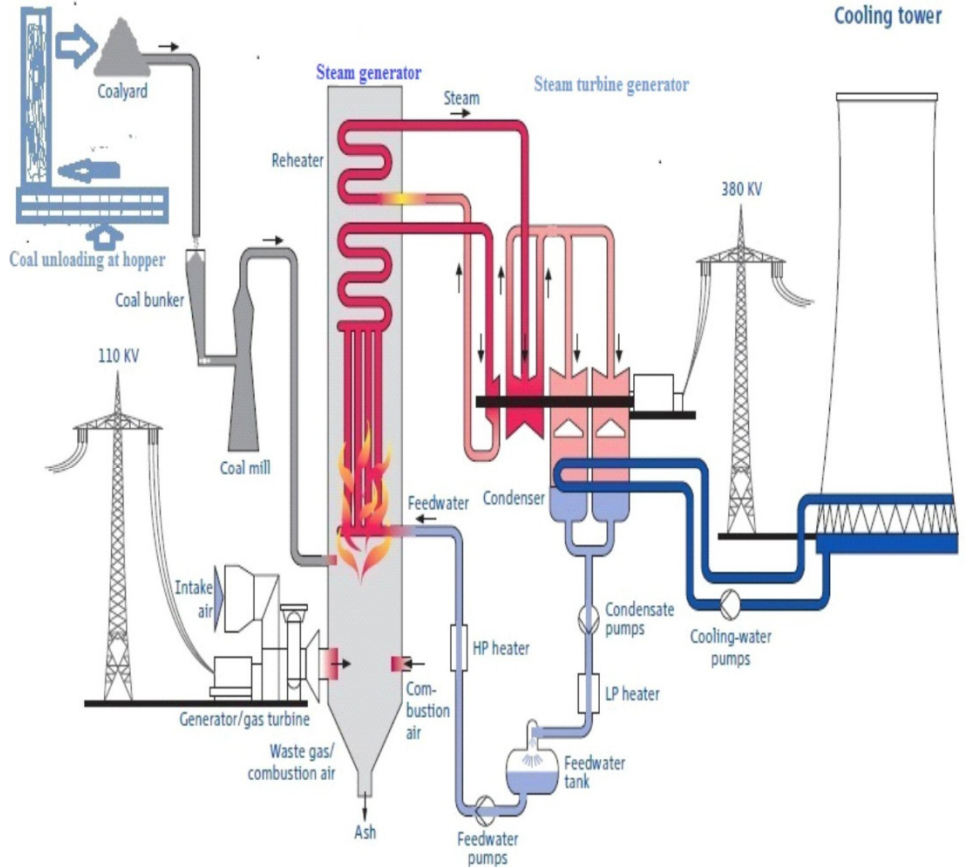 Cooling tower
Steam generator
Steam turbine generator
Coalyard
Steam
Reheater
380 KV
Coal unloading at hopper
Coal bunker
110 KV
Coal mill
Feedwater
Condenser
Intake
air
Condensate
pumps
Cooling-water
pumps
HP heater
LP heater
Com-
bustion
air
Generator/gas turbine
Waste gas/
combustion air
Feedwater
tank
Ash
Feedwater
pumps